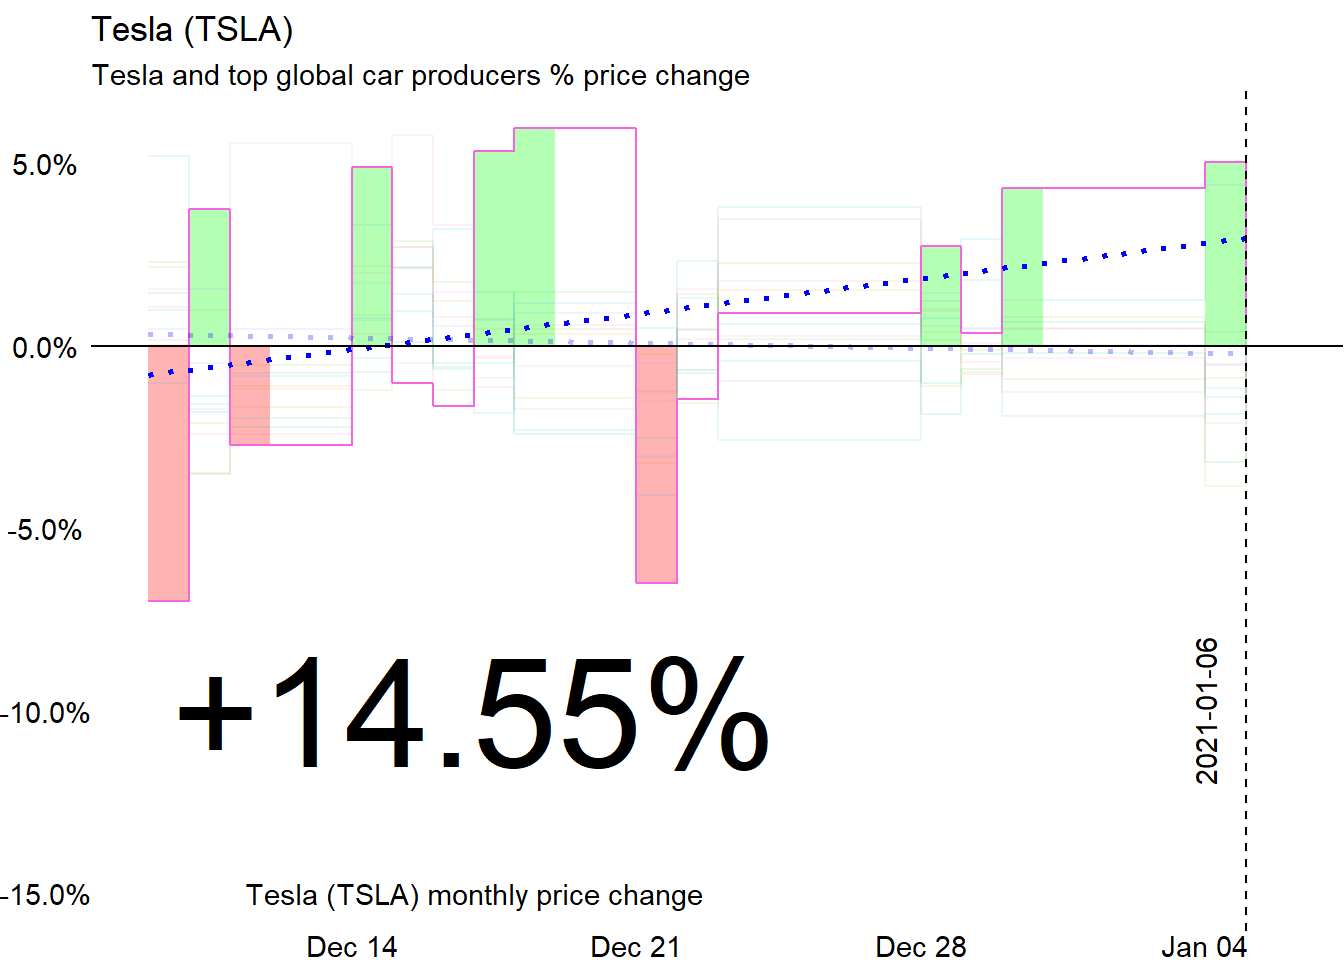 Tesla (TSLA)
Tesla and top global car producers % price change
5.0%
0.0%
-5.0%
-10.0%
-15.0%
+14.55%
2021-01-06
Tesla (TSLA) monthly price change
Dec 14
Dec 21
Dec 28
Jan 04